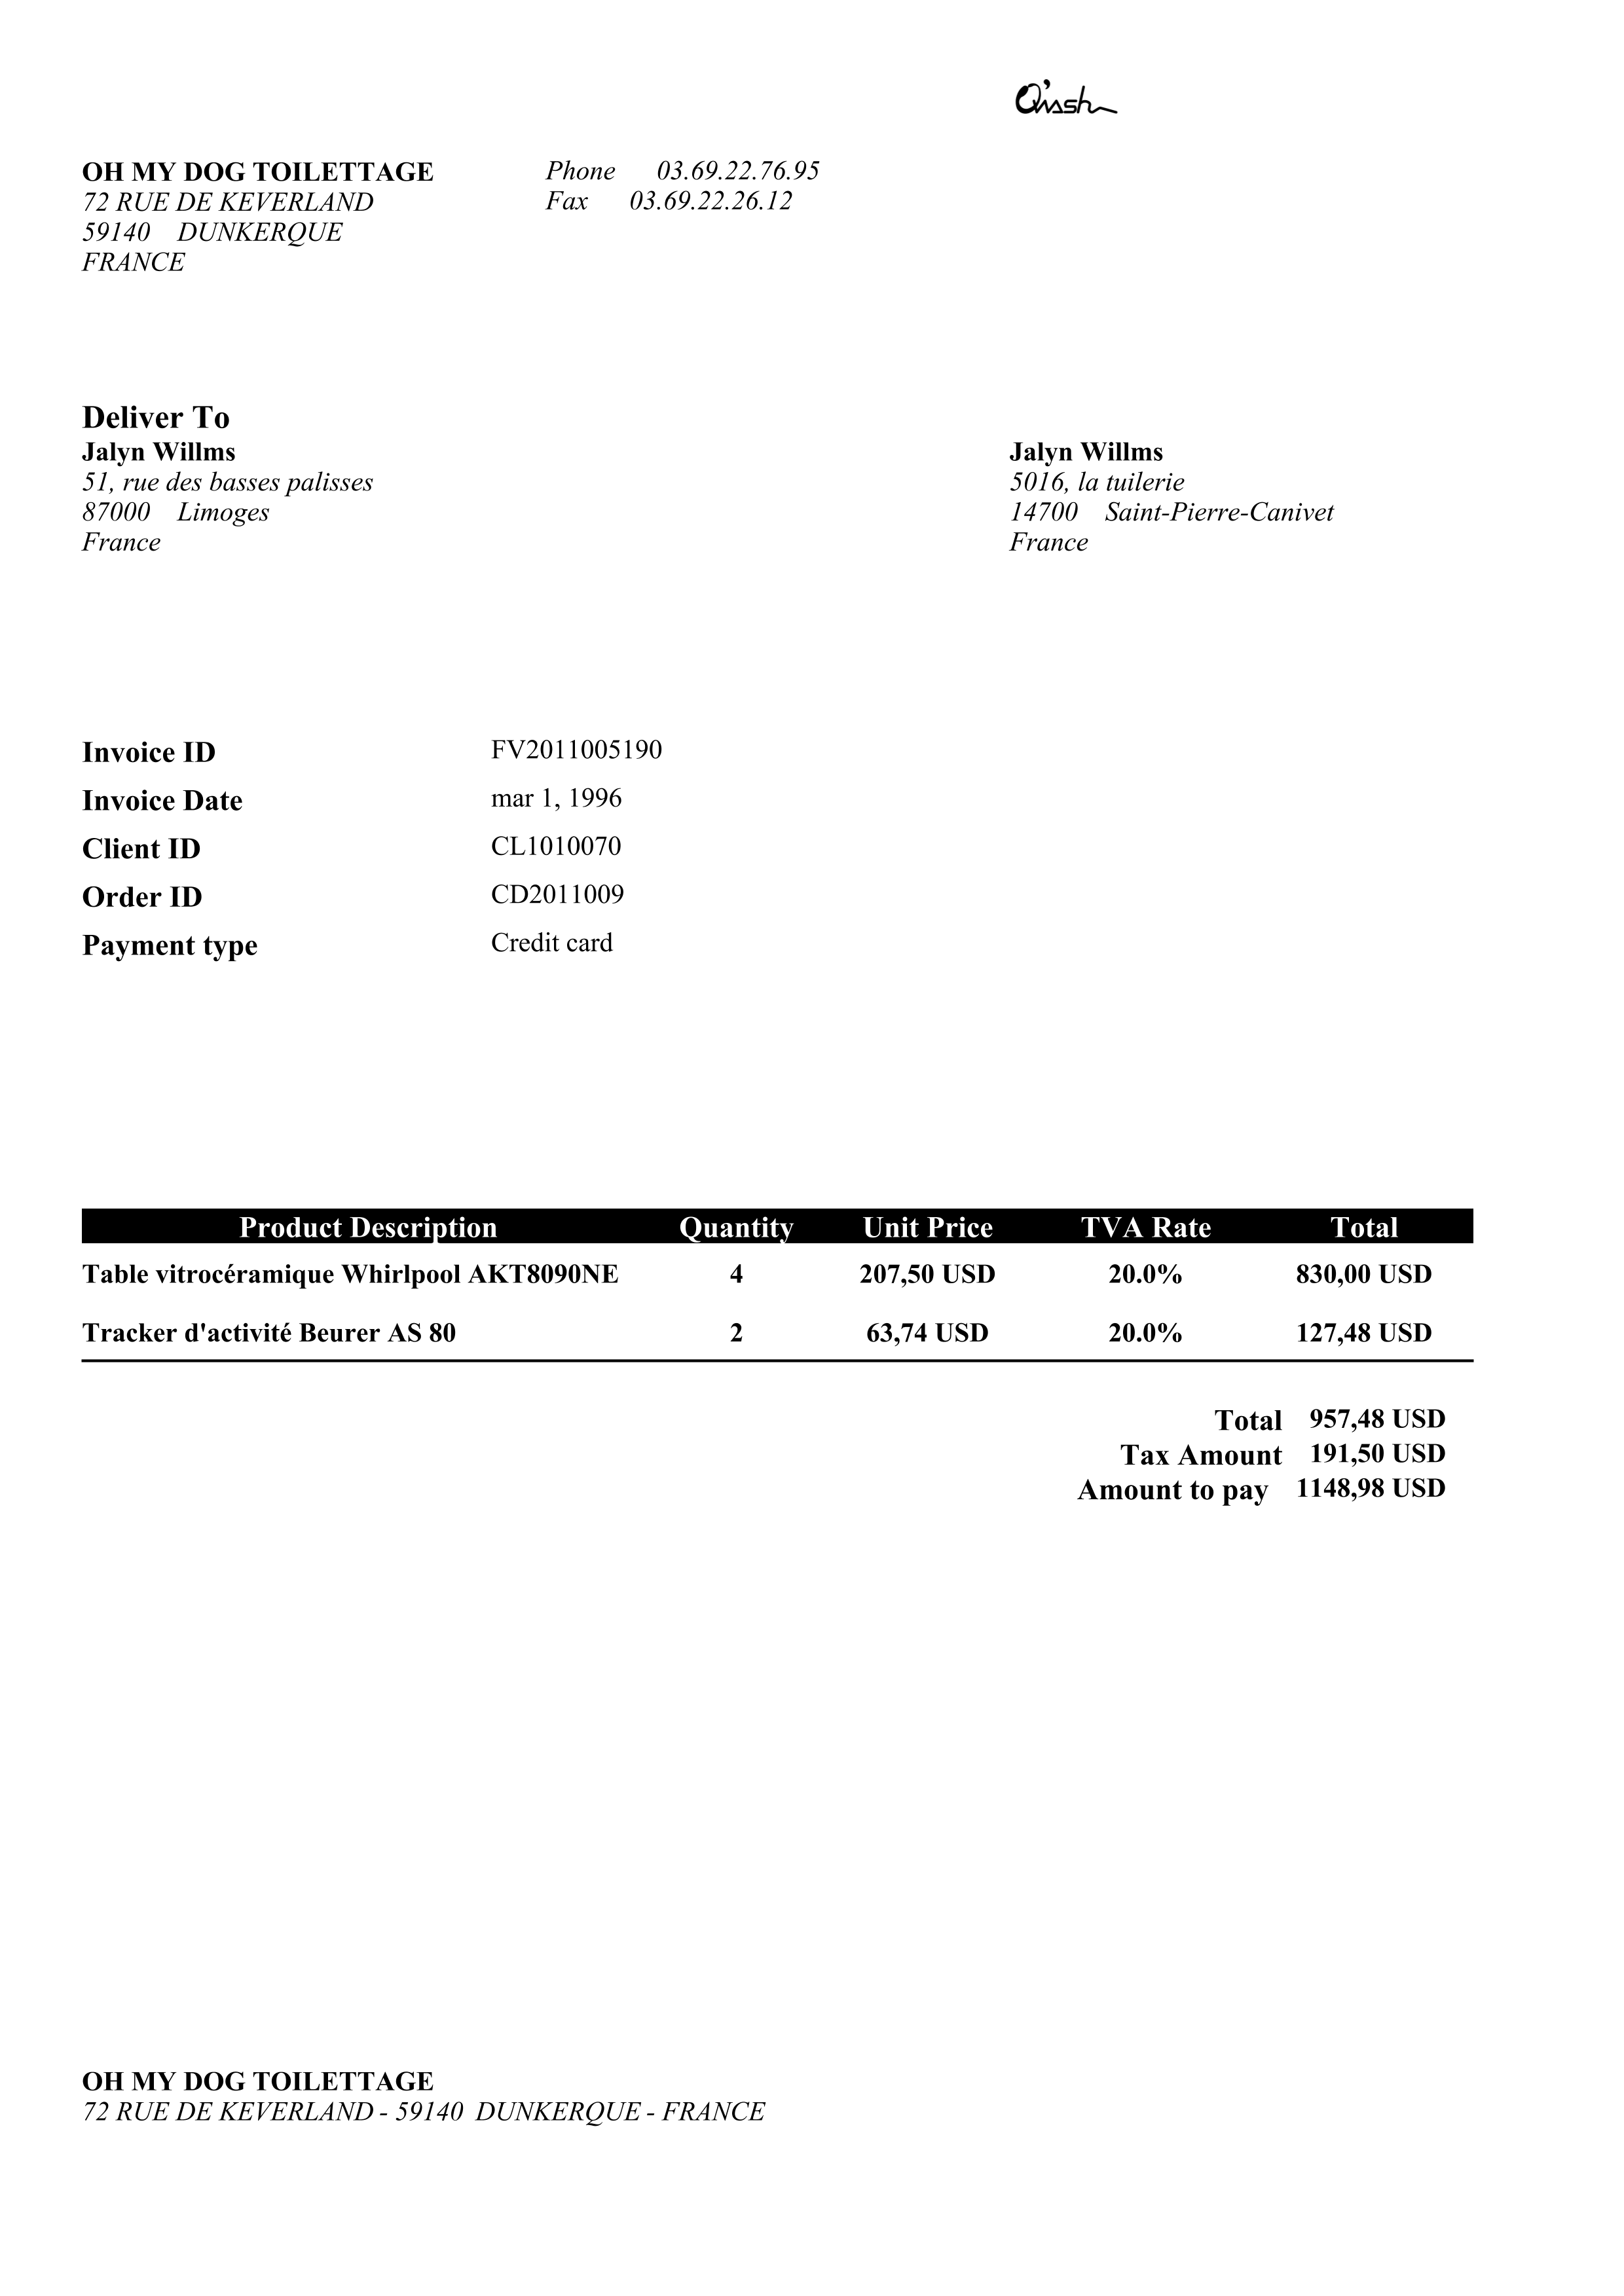 Q'mash
OH MY DOG TOILETTAGE
72 RUE DE KEVERLAND
59140 DUNKERQUE
FRANCE
Phone 03.69.22.76.95
Fax 03.69.22.26.12
Deliver To
Jalyn Willms
51, rue des basses palisses
87000 Limoges
France
Jalyn Willms
5016, la tuilerie
14700 Saint-Pierre-Canivet
France
Invoice ID FV2011005190
Invoice Date mar 1, 1996
Client ID CL1010070
Order ID CD2011009
Payment type Credit card
Product Description Quantity Unit Price TVA Rate Total
Table vitrocéramique Whirlpool AKT8090NE 4 207,50 USD 20.0% 830,00 USD
Tracker d'activité Beurer AS 80 2 63,74 USD 20.0% 127,48 USD
Total 957,48 USD
Tax Amount 191,50 USD
Amount to pay 1148,98 USD
OH MY DOG TOILETTAGE
72 RUE DE KEVERLAND - 59140 DUNKERQUE - FRANCE